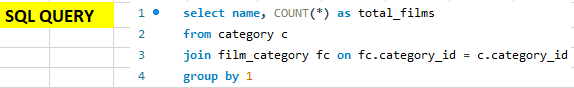 SQL QUERY
1 select name, COUNT(*) as total_films
2 from category c
3 join film_category fc on fc.category_id = c.category_id
4 group by 1